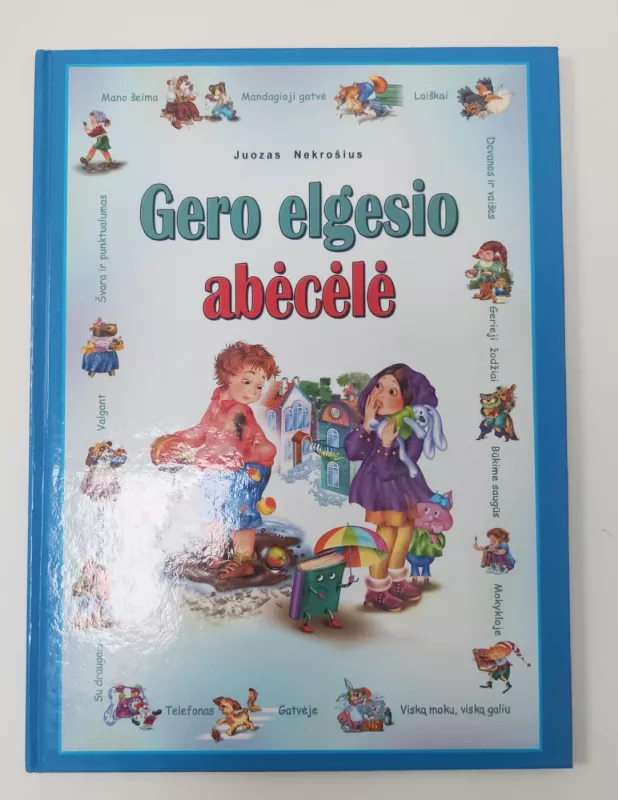 Mano šeima
Mandagioji gatvė
Laiškai
Juozas Nekrošius
Gero elgesio
abėcėlė
Dovanos ir vaišės
Gerieji žodžiai
Būkime saugūs
Mokykloje
Švara ir punktualumas
Valgant
Su draugais
Telefonas
Gatvėje
Viską moku, viską galiu